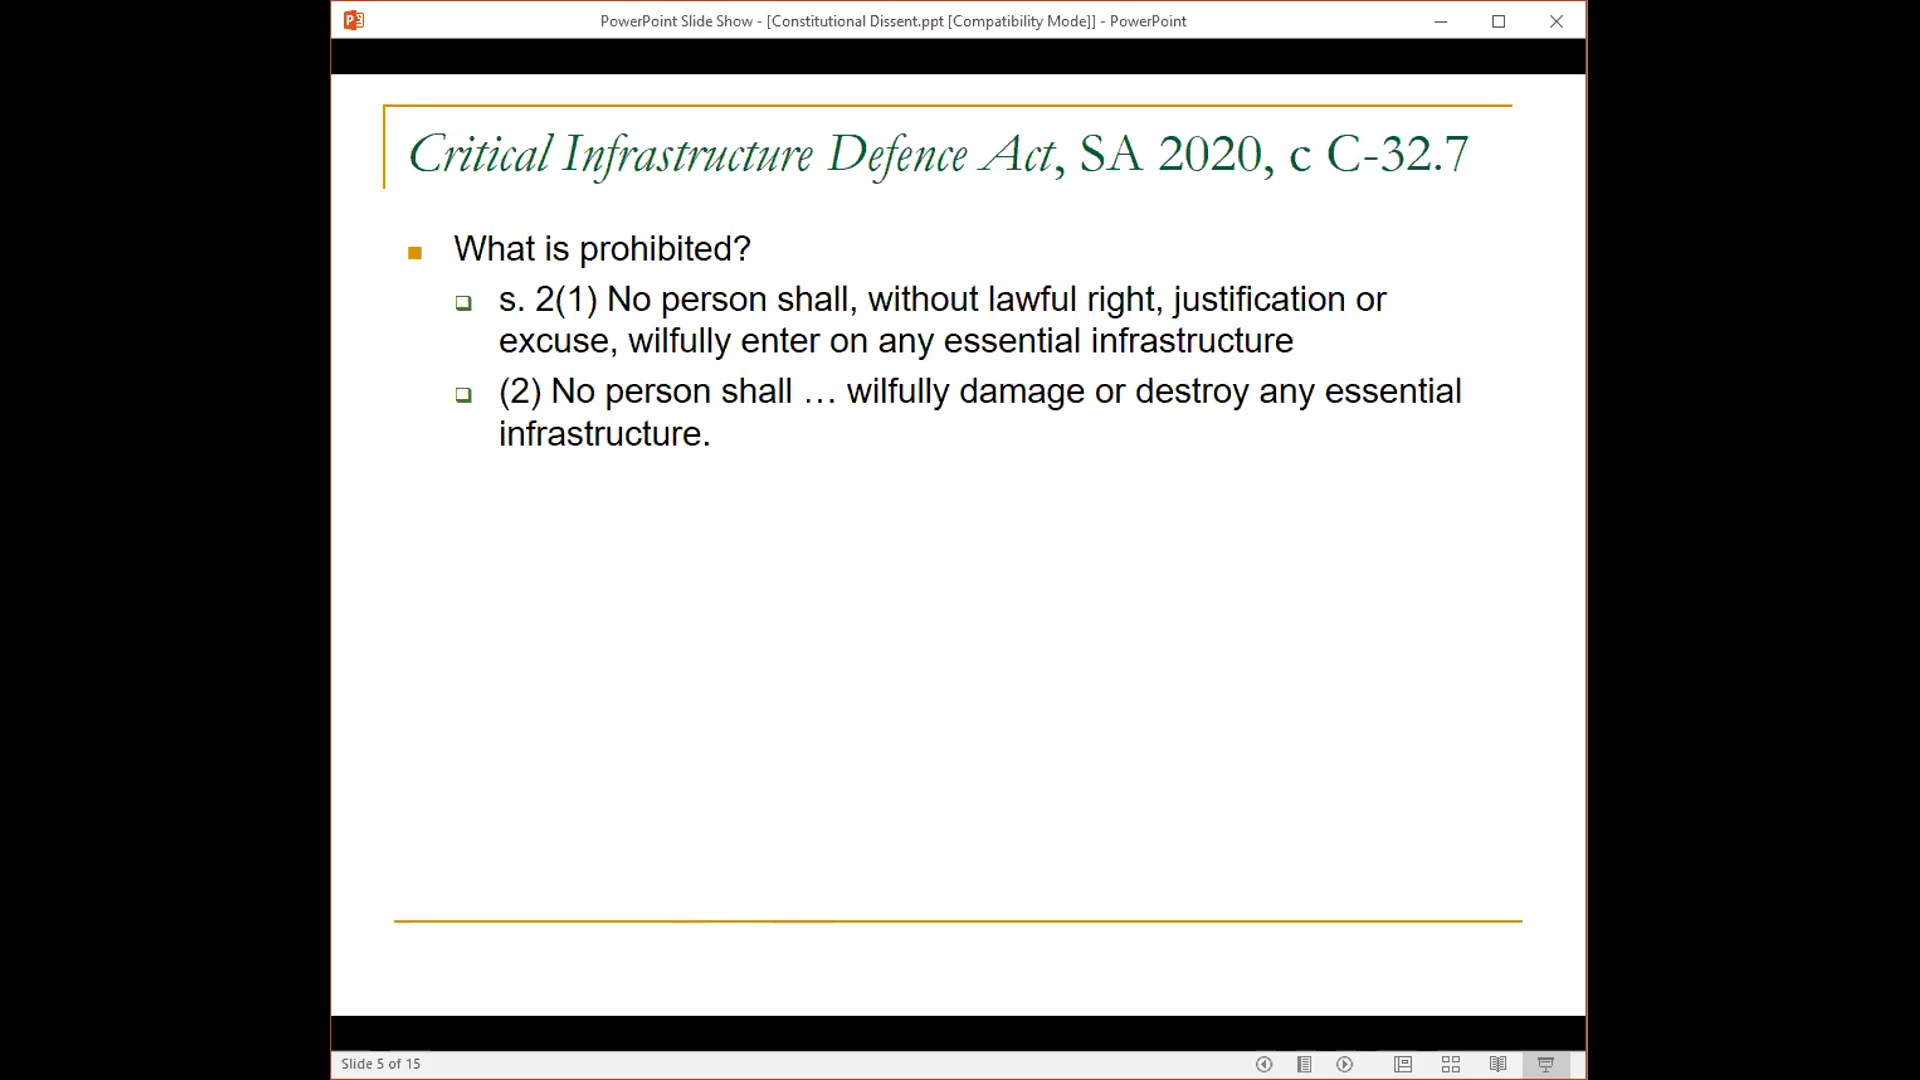 PowerPoint Slide Show - [Constitutional Dissent.ppt [Compatibility Mode]] - PowerPoint
Critical Infrastructure Defence Act, SA 2020, c C-32.7
What is prohibited?
s. 2(1) No person shall, without lawful right, justification or
excuse, wilfully enter on any essential infrastructure
(2) No person shall … wilfully damage or destroy any essential
infrastructure.
Slide 5 of 15